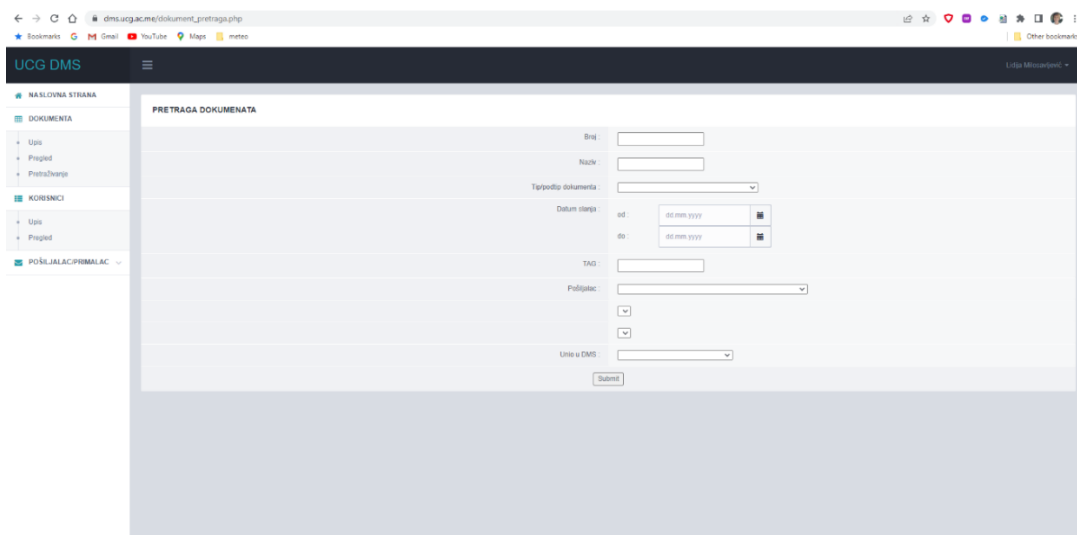 dms.ucg.ac.me/dokument_pretraga.php
Bookmarks G Gmail YouTube Maps meteo Other bookmarks
UCG DMS
Lidija
NASLOVNA STRANA
PRETRAGA DOKUMENATA
DOKUMENTA
Upis
Pregled
Pretraživanje
KORISNICI
Upis
Pregled
POŠILJALAC/PRIMALAC
Broj :
Naziv :
Tip/podtip dokumenta :
Datum slanja :
od : dd.mm.yyyy
do : dd.mm.yyyy
TAG :
Pošiljalac :
Unio u DMS :
Submit